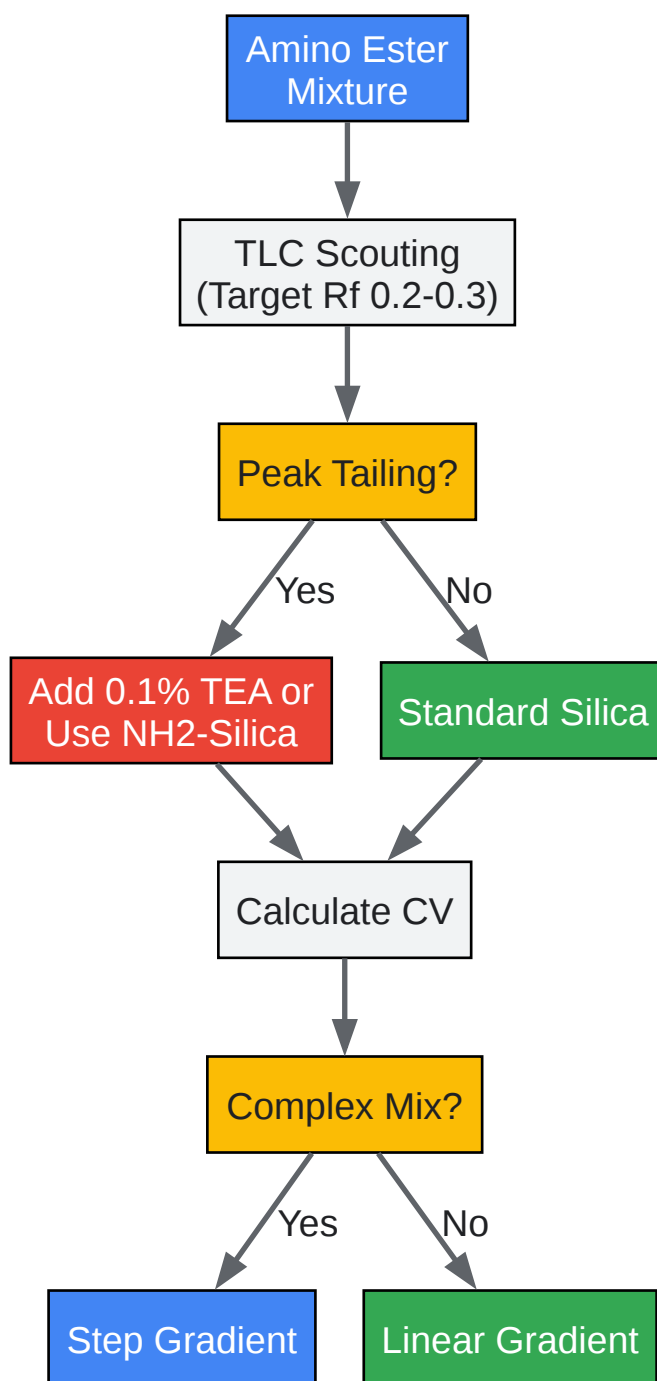 Amino Ester
Mixture
TLC Scouting
(Target Rf 0.2-0.3)
Peak Tailing?
Yes
No
Add 0.1% TEA or
Use NH2-Silica
Standard Silica
Calculate CV
Complex Mix?
Yes
No
Step Gradient
Linear Gradient